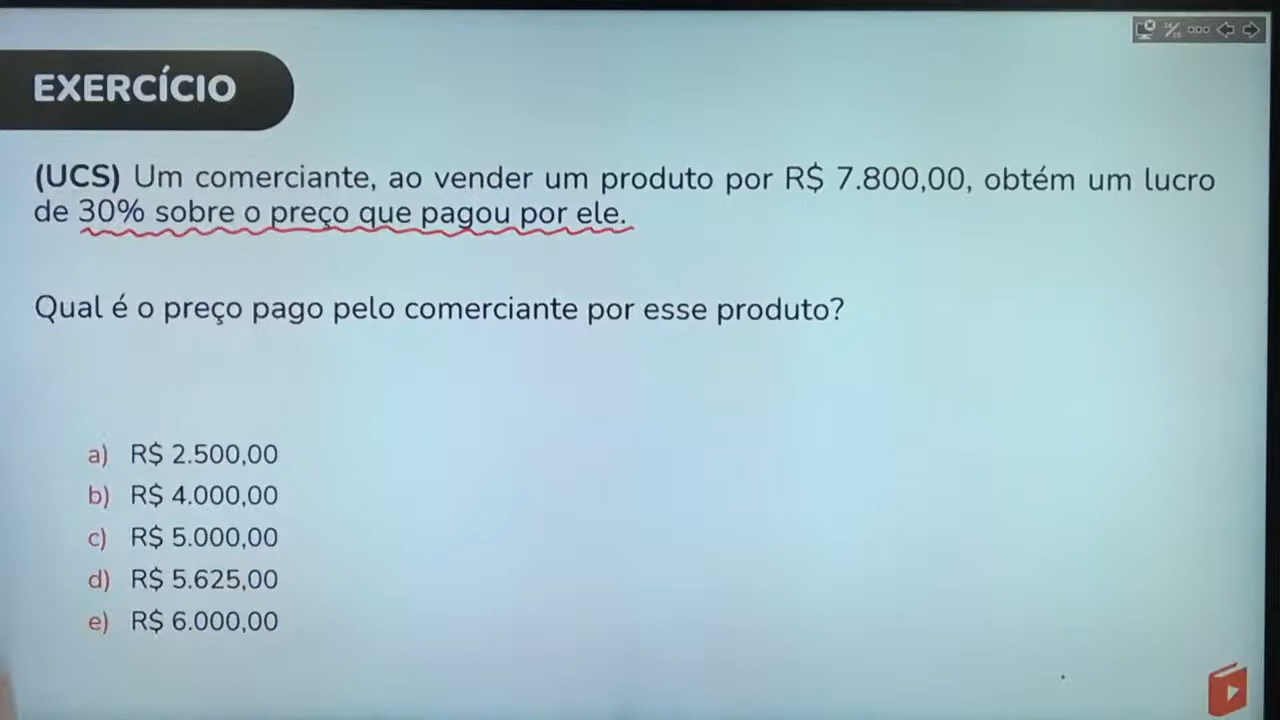 EXERCÍCIO
(UCS) Um comerciante, ao vender um produto por R$ 7.800,00, obtém um lucro
de 30% sobre o preço que pagou por ele.
Qual é o preço pago pelo comerciante por esse produto?
a) R$ 2.500,00
b) R$ 4.000,00
c) R$ 5.000,00
d) R$ 5.625,00
e) R$ 6.000,00